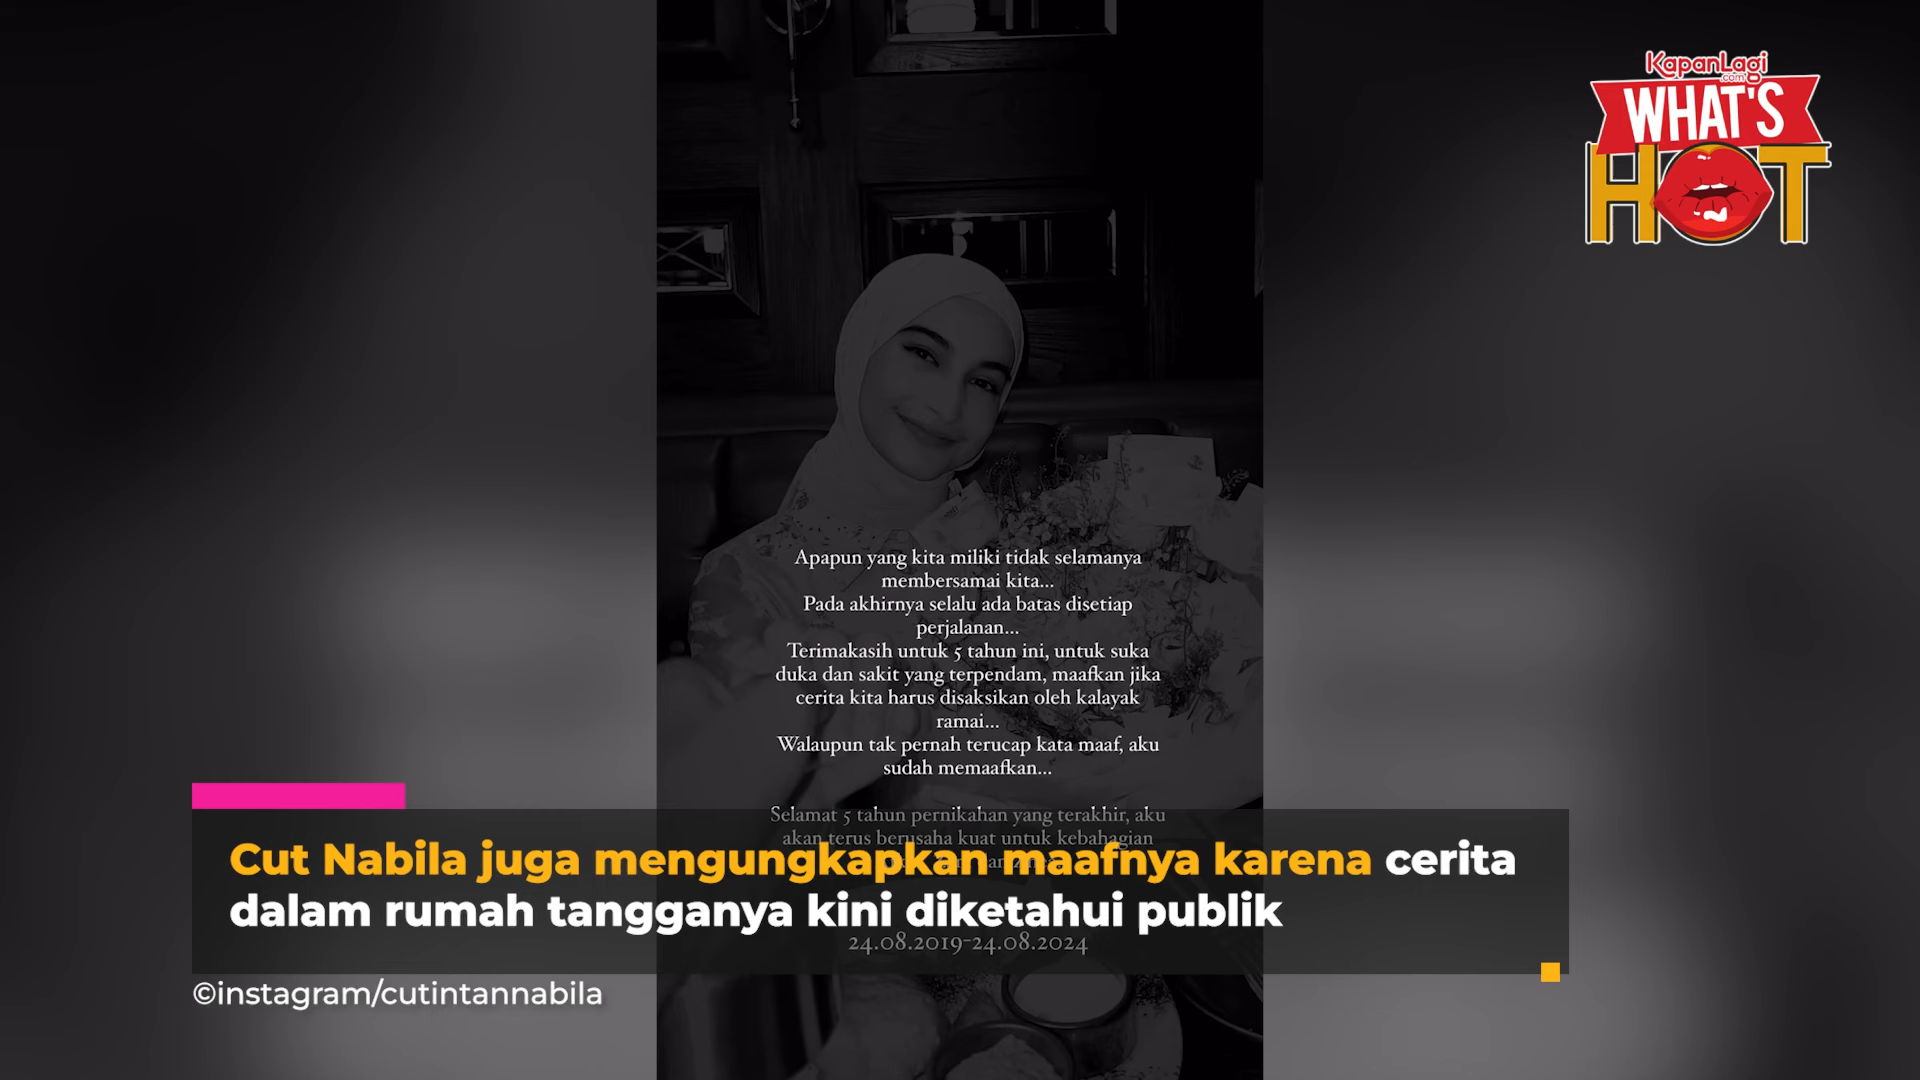 KapanLagi
.com
WHAT'S
HOT
Apapun yang kita miliki tidak selamanya
membersamai kita...
Pada akhirnya selalu ada batas disetiap
perjalanan...
Terimakasih untuk 5 tahun ini, untuk suka
duka dan sakit yang terpendam, maafkan jika
cerita kita harus disaksikan oleh kalayak
ramai...
Walaupun tak pernah terucap kata maaf, aku
sudah memaafkan...
Selamat 5 tahun pernikahan yang terakhir, aku
akan terus berusaha kuat untuk kebahagian
Cut Nabila juga mengungkapkan maafnya karena cerita
dalam rumah tangganya kini diketahui publik
24.08.2019-24.08.2024
©instagram/cutintannabila